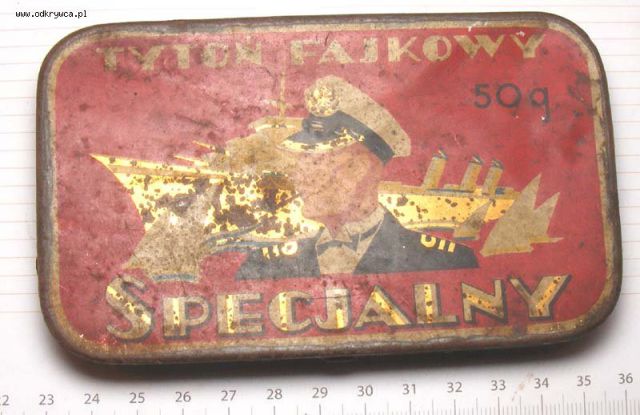 www.odkrywca.pl
TYTOŃ FAJKOWY
50g
SPECJALNY
22 23 24 25 26 27 28 29 30 31 32 33 34 35 36